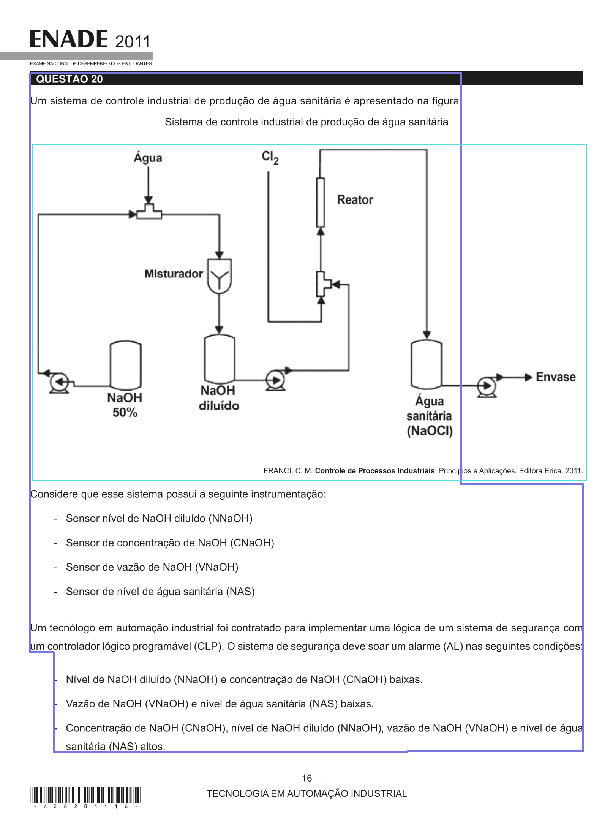 ENADE 2011
EXAME NACIONAL DE DESEMPENHO DOS ESTUDANTES
QUESTÃO 20
Um sistema de controle industrial de produção de água sanitária é apresentado na figura
Sistema de controle industrial de produção de água sanitária
Água
Cl2
Reator
Misturador
NaOH
50%
NaOH
diluído
Água
sanitária
(NaOCl)
Envase
FRANCI, C. M. Controle de Processos Industriais: Princípios e Aplicações. Editora Érica, 2011.
Considere que esse sistema possui a seguinte instrumentação:
- Sensor nível de NaOH diluído (NNaOH)
- Sensor de concentração de NaOH (CNaOH)
- Sensor de vazão de NaOH (VNaOH)
- Sensor de nível de água sanitária (NAS)
Um tecnólogo em automação industrial foi contratado para implementar uma lógica de um sistema de segurança com
um controlador lógico programável (CLP). O sistema de segurança deve soar um alarme (AL) nas seguintes condições:
- Nível de NaOH diluído (NNaOH) e concentração de NaOH (CNaOH) baixas.
- Vazão de NaOH (VNaOH) e nível de água sanitária (NAS) baixas.
- Concentração de NaOH (CNaOH), nível de NaOH diluído (NNaOH), vazão de NaOH (VNaOH) e nível de água
sanitária (NAS) altos.
16
TECNOLOGIA EM AUTOMAÇÃO INDUSTRIAL